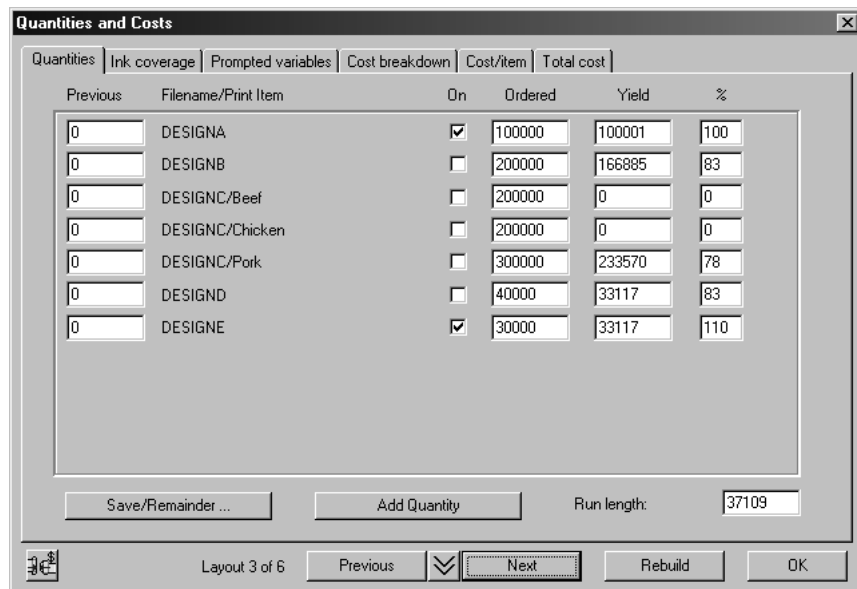 Quantities and Costs
Quantities Ink coverage Prompted variables Cost breakdown Cost/item Total cost
Previous Filename/Print Item On Ordered Yield %
0 DESIGNA 100000 100001 100
0 DESIGNB 200000 166885 83
0 DESIGNC/Beef 200000 0 0
0 DESIGNC/Chicken 200000 0 0
0 DESIGNC/Pork 300000 233570 78
0 DESIGND 40000 33117 83
0 DESIGNE 30000 33117 110
Save/Remainder ... Add Quantity Run length: 37109
Layout 3 of 6 Previous Next Rebuild OK